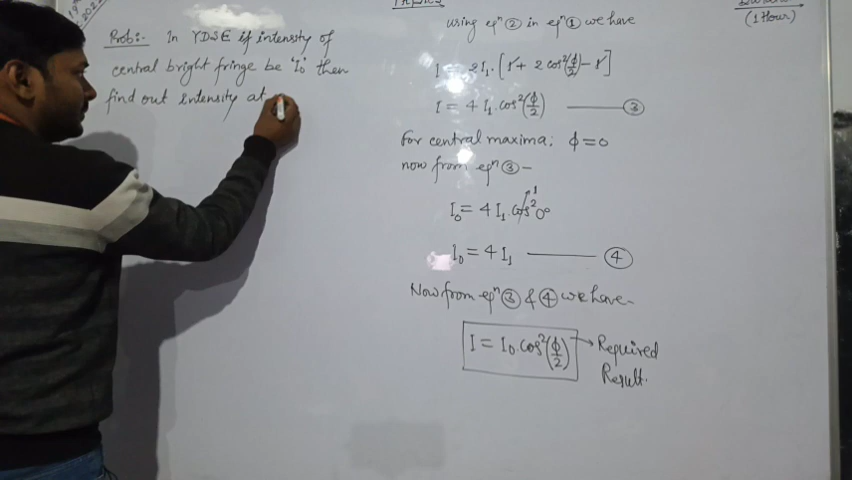 Prob:- In YDSE if intensity of
central bright fringe be 'I₀' then
find out intensity at
using eqⁿ ② in eqⁿ ① we have
I = 2I₁·[1 + 2cos²(ϕ/2) - 1]
I = 4I₁·cos²(ϕ/2) ③
For central maxima; ϕ = 0
now from eqⁿ ③ -
I₀ = 4I₁·cos²0° 1
I₀ = 4I₁ ④
Now from eqⁿ ③ & ④ we have-
I = I₀·cos²(ϕ/2) → Required
Result.
(1 Hour)